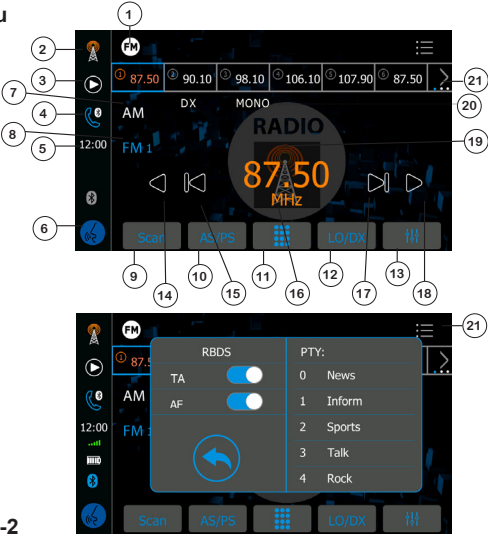 u
1
2
3
4
5
6
7
8
FM
① 87.50 ② 90.10 ③ 98.10 ④ 106.10 ⑤ 107.90 ⑥ 87.50
21
20
19
DX MONO
AM
RADIO
FM 1
12:00
87.50
MHz
Scan AS/PS LO/DX
9 10 11 12 13
14 15 16 17 18
FM
21
① 87.5
AM
FM 1
12:00
RBDS
TA
AF
PTY:
0 News
1 Inform
2 Sports
3 Talk
4 Rock
Scan AS/PS LO/DX
-2